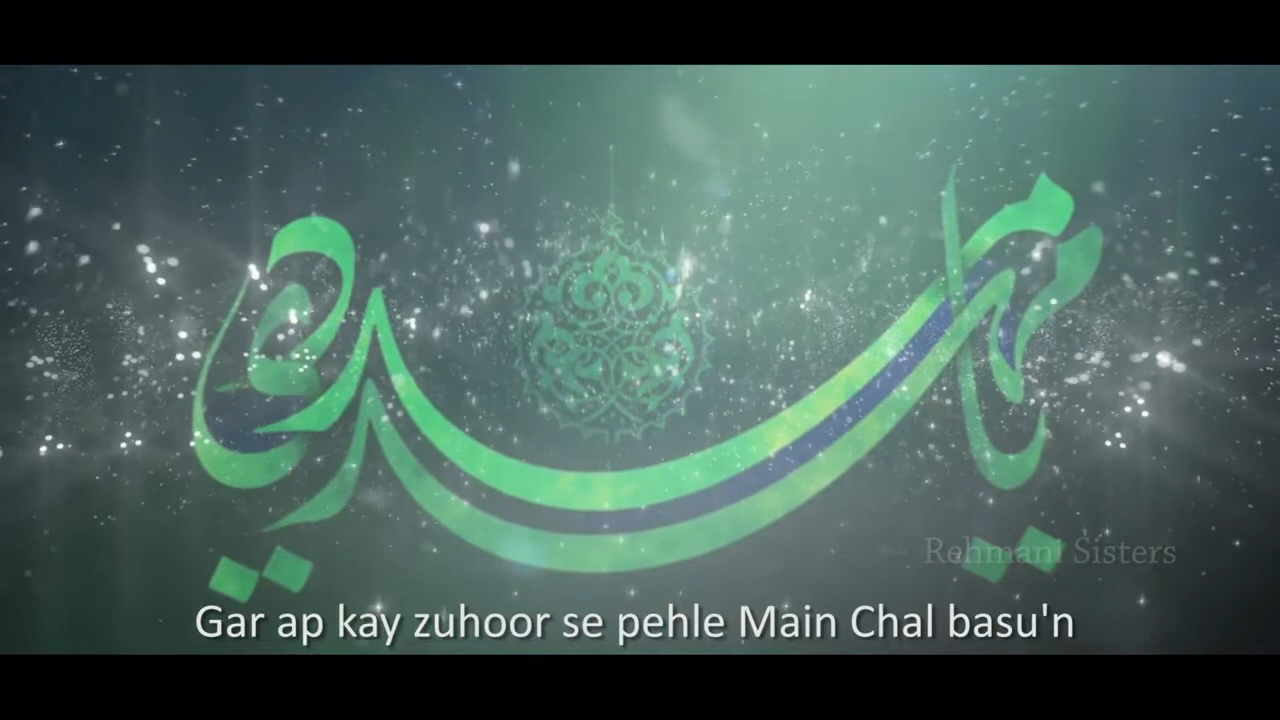 يا مهدي
Rehmani Sisters
Gar ap kay zuhoor se pehle Main Chal basu'n